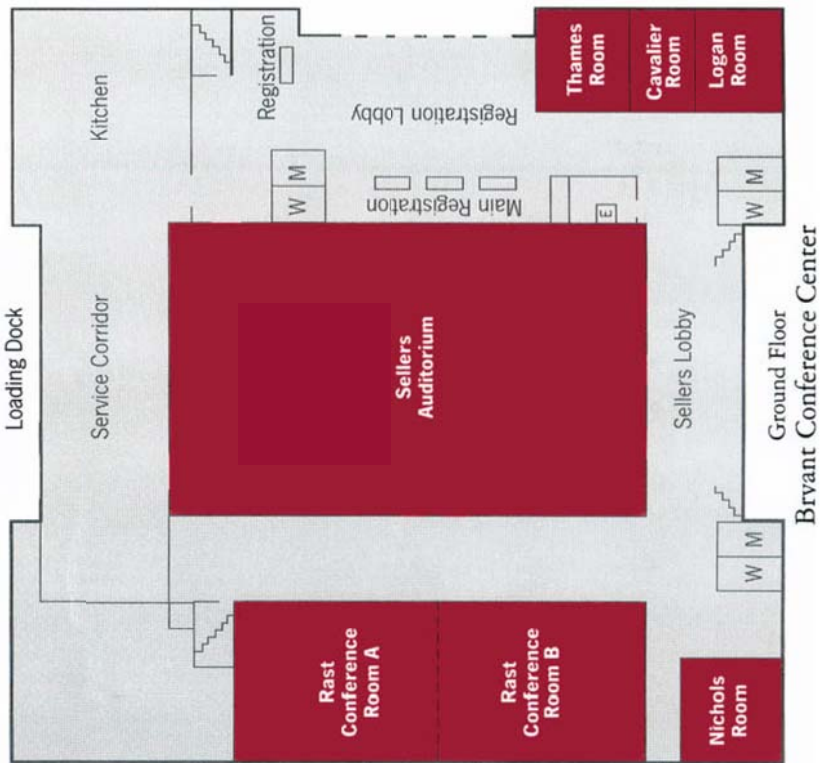 Loading Dock
Service Corridor
Kitchen
Registration
Registration Lobby
W M
Main Registration
E
Sellers
Auditorium
Rast
Conference
Room A
Rast
Conference
Room B
Thames
Room
Cavalier
Room
Logan
Room
Sellers Lobby
W M
W M
Nichols
Room
Ground Floor
Bryant Conference Center